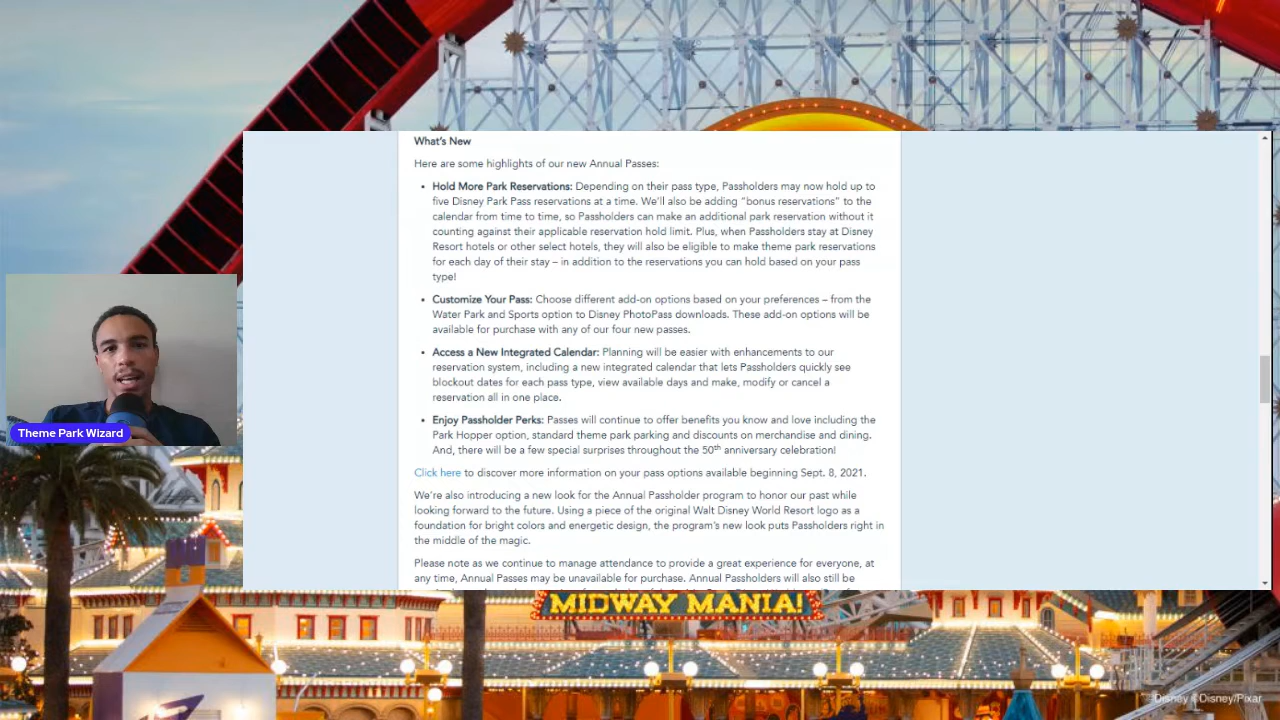 What's New
Here are some highlights of our new Annual Passes:
• Hold More Park Reservations: Depending on their pass type, Passholders may now hold up to
five Disney Park Pass reservations at a time. We'll also be adding "bonus reservations" to the
calendar from time to time, so Passholders can make an additional park reservation without it
counting against their applicable reservation hold limit. Plus, when Passholders stay at Disney
Resort hotels or other select hotels, they will also be eligible to make theme park reservations
for each day of their stay – in addition to the reservations you can hold based on your pass
type!
• Customize Your Pass: Choose different add-on options based on your preferences – from the
Water Park and Sports option to Disney PhotoPass downloads. These add-on options will be
available for purchase with any of our four new passes.
• Access a New Integrated Calendar: Planning will be easier with enhancements to our
reservation system, including a new integrated calendar that lets Passholders quickly see
blockout dates for each pass type, view available days and make, modify or cancel a
reservation all in one place.
• Enjoy Passholder Perks: Passes will continue to offer benefits you know and love including the
Park Hopper option, standard theme park parking and discounts on merchandise and dining.
And, there will be a few special surprises throughout the 50th anniversary celebration!
Click here to discover more information on your pass options available beginning Sept. 8, 2021.
We're also introducing a new look for the Annual Passholder program to honor our past while
looking forward to the future. Using a piece of the original Walt Disney World Resort logo as a
foundation for bright colors and energetic design, the program's new look puts Passholders right in
the middle of the magic.
Please note as we continue to manage attendance to provide a great experience for everyone, at
any time, Annual Passes may be unavailable for purchase. Annual Passholders will also still be
Theme Park Wizard
MIDWAY MANIA!
©Disney ©Disney/Pixar